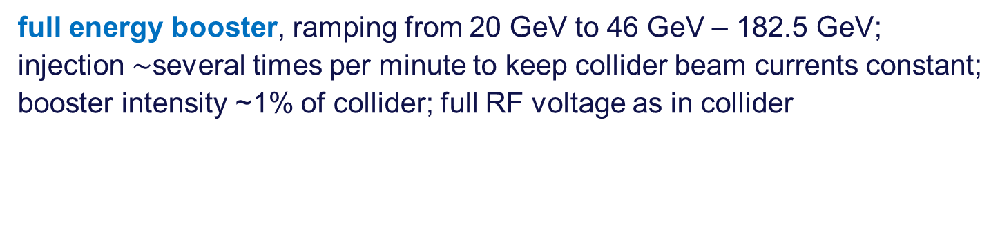 full energy booster, ramping from 20 GeV to 46 GeV – 182.5 GeV;
injection ~several times per minute to keep collider beam currents constant;
booster intensity ~1% of collider; full RF voltage as in collider